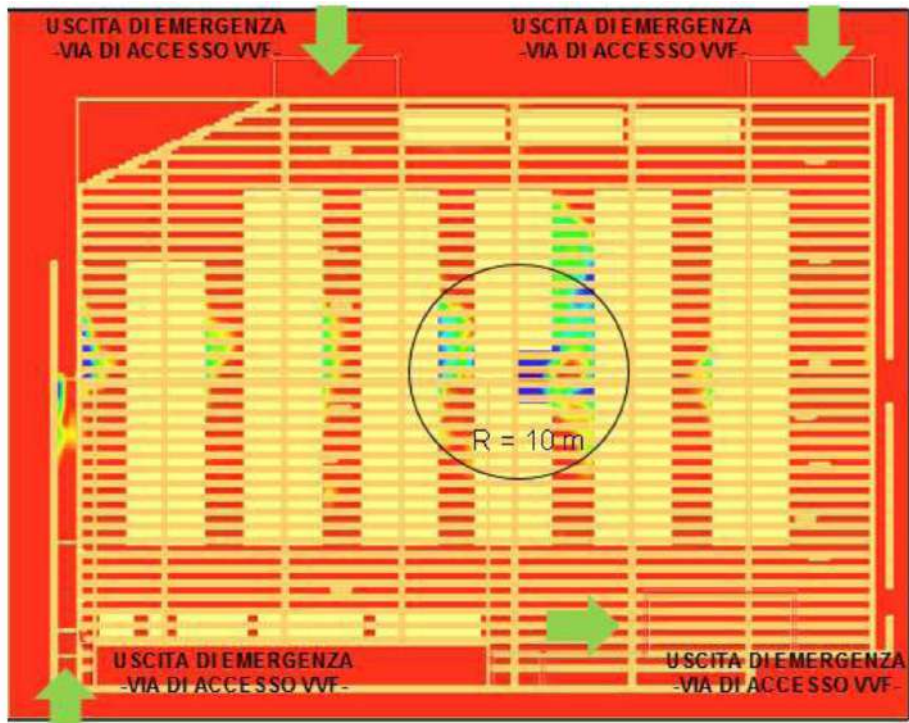 USCITA DI EMERGENZA
-VIA DI ACCESSO VVF-
USCITA DI EMERGENZA
-VIA DI ACCESSO VVF-
R = 10 m
USCITA DI EMERGENZA
-VIA DI ACCESSO VVF-
USCITA DI EMERGENZA
-VIA DI ACCESSO VVF-